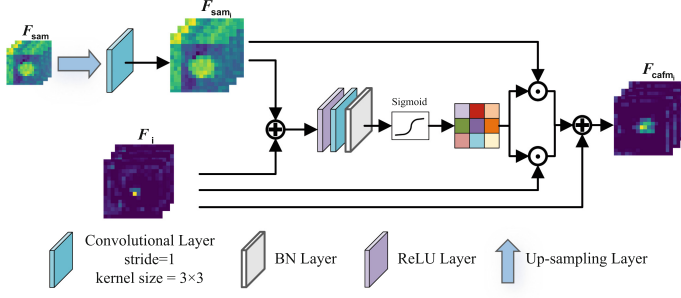 F_sam
F_sam_i
F_cafm_i
Sigmoid
F_i
Convolutional Layer
stride=1
kernel size = 3×3
BN Layer
ReLU Layer
Up-sampling Layer